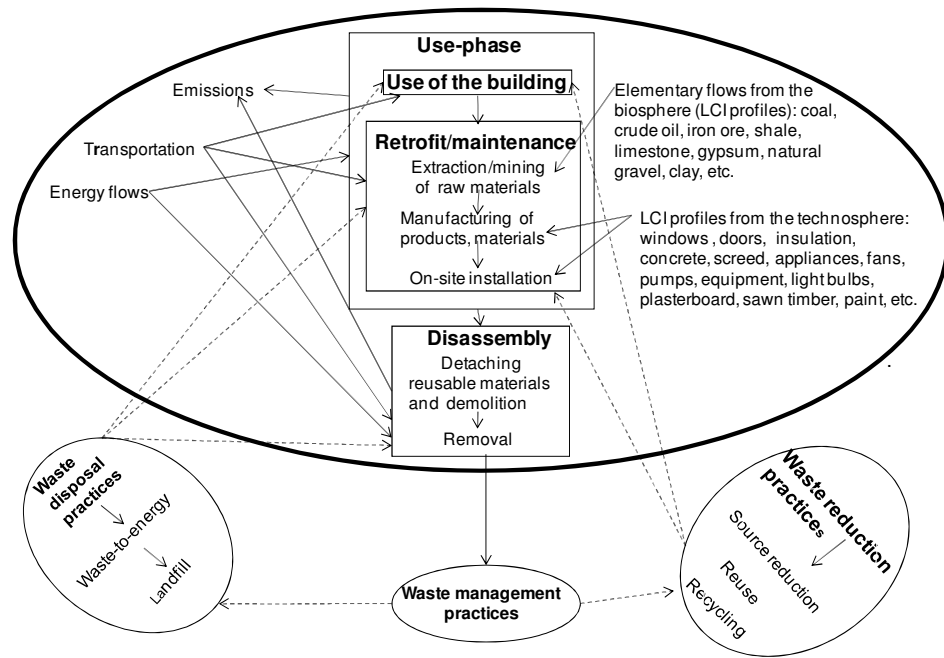 Use-phase
Use of the building
Emissions
Transportation
Energy flows
Retrofit/maintenance
Extraction/mining
of raw materials
Manufacturing of
products, materials
On-site installation
Elementary flows from the
biosphere (LCI profiles): coal,
crude oil, iron ore, shale,
limestone, gypsum, natural
gravel, clay, etc.
LCI profiles from the technosphere:
windows , doors, insulation,
concrete, screed, appliances, fans,
pumps, equipment, light bulbs,
plasterboard, sawn timber, paint, etc.
Disassembly
Detaching
reusable materials
and demolition
Removal
Waste
disposal
practices
Waste-to-energy
Landfill
Waste management
practices
Waste reduction
practices
Source reduction
Reuse
Recycling